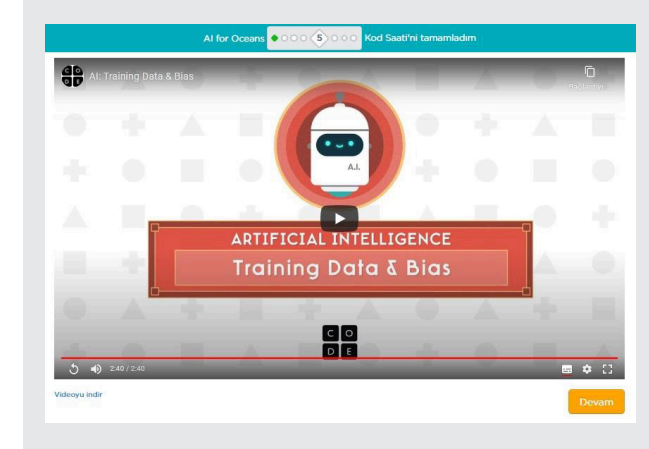 AI for Oceans 5 Kod Saati'ni tamamladım
CODE AI: Training Data & Bias
A.I.
ARTIFICIAL INTELLIGENCE
Training Data & Bias
C O
D E
2:40 / 2:40
Videoyu indir
Devam